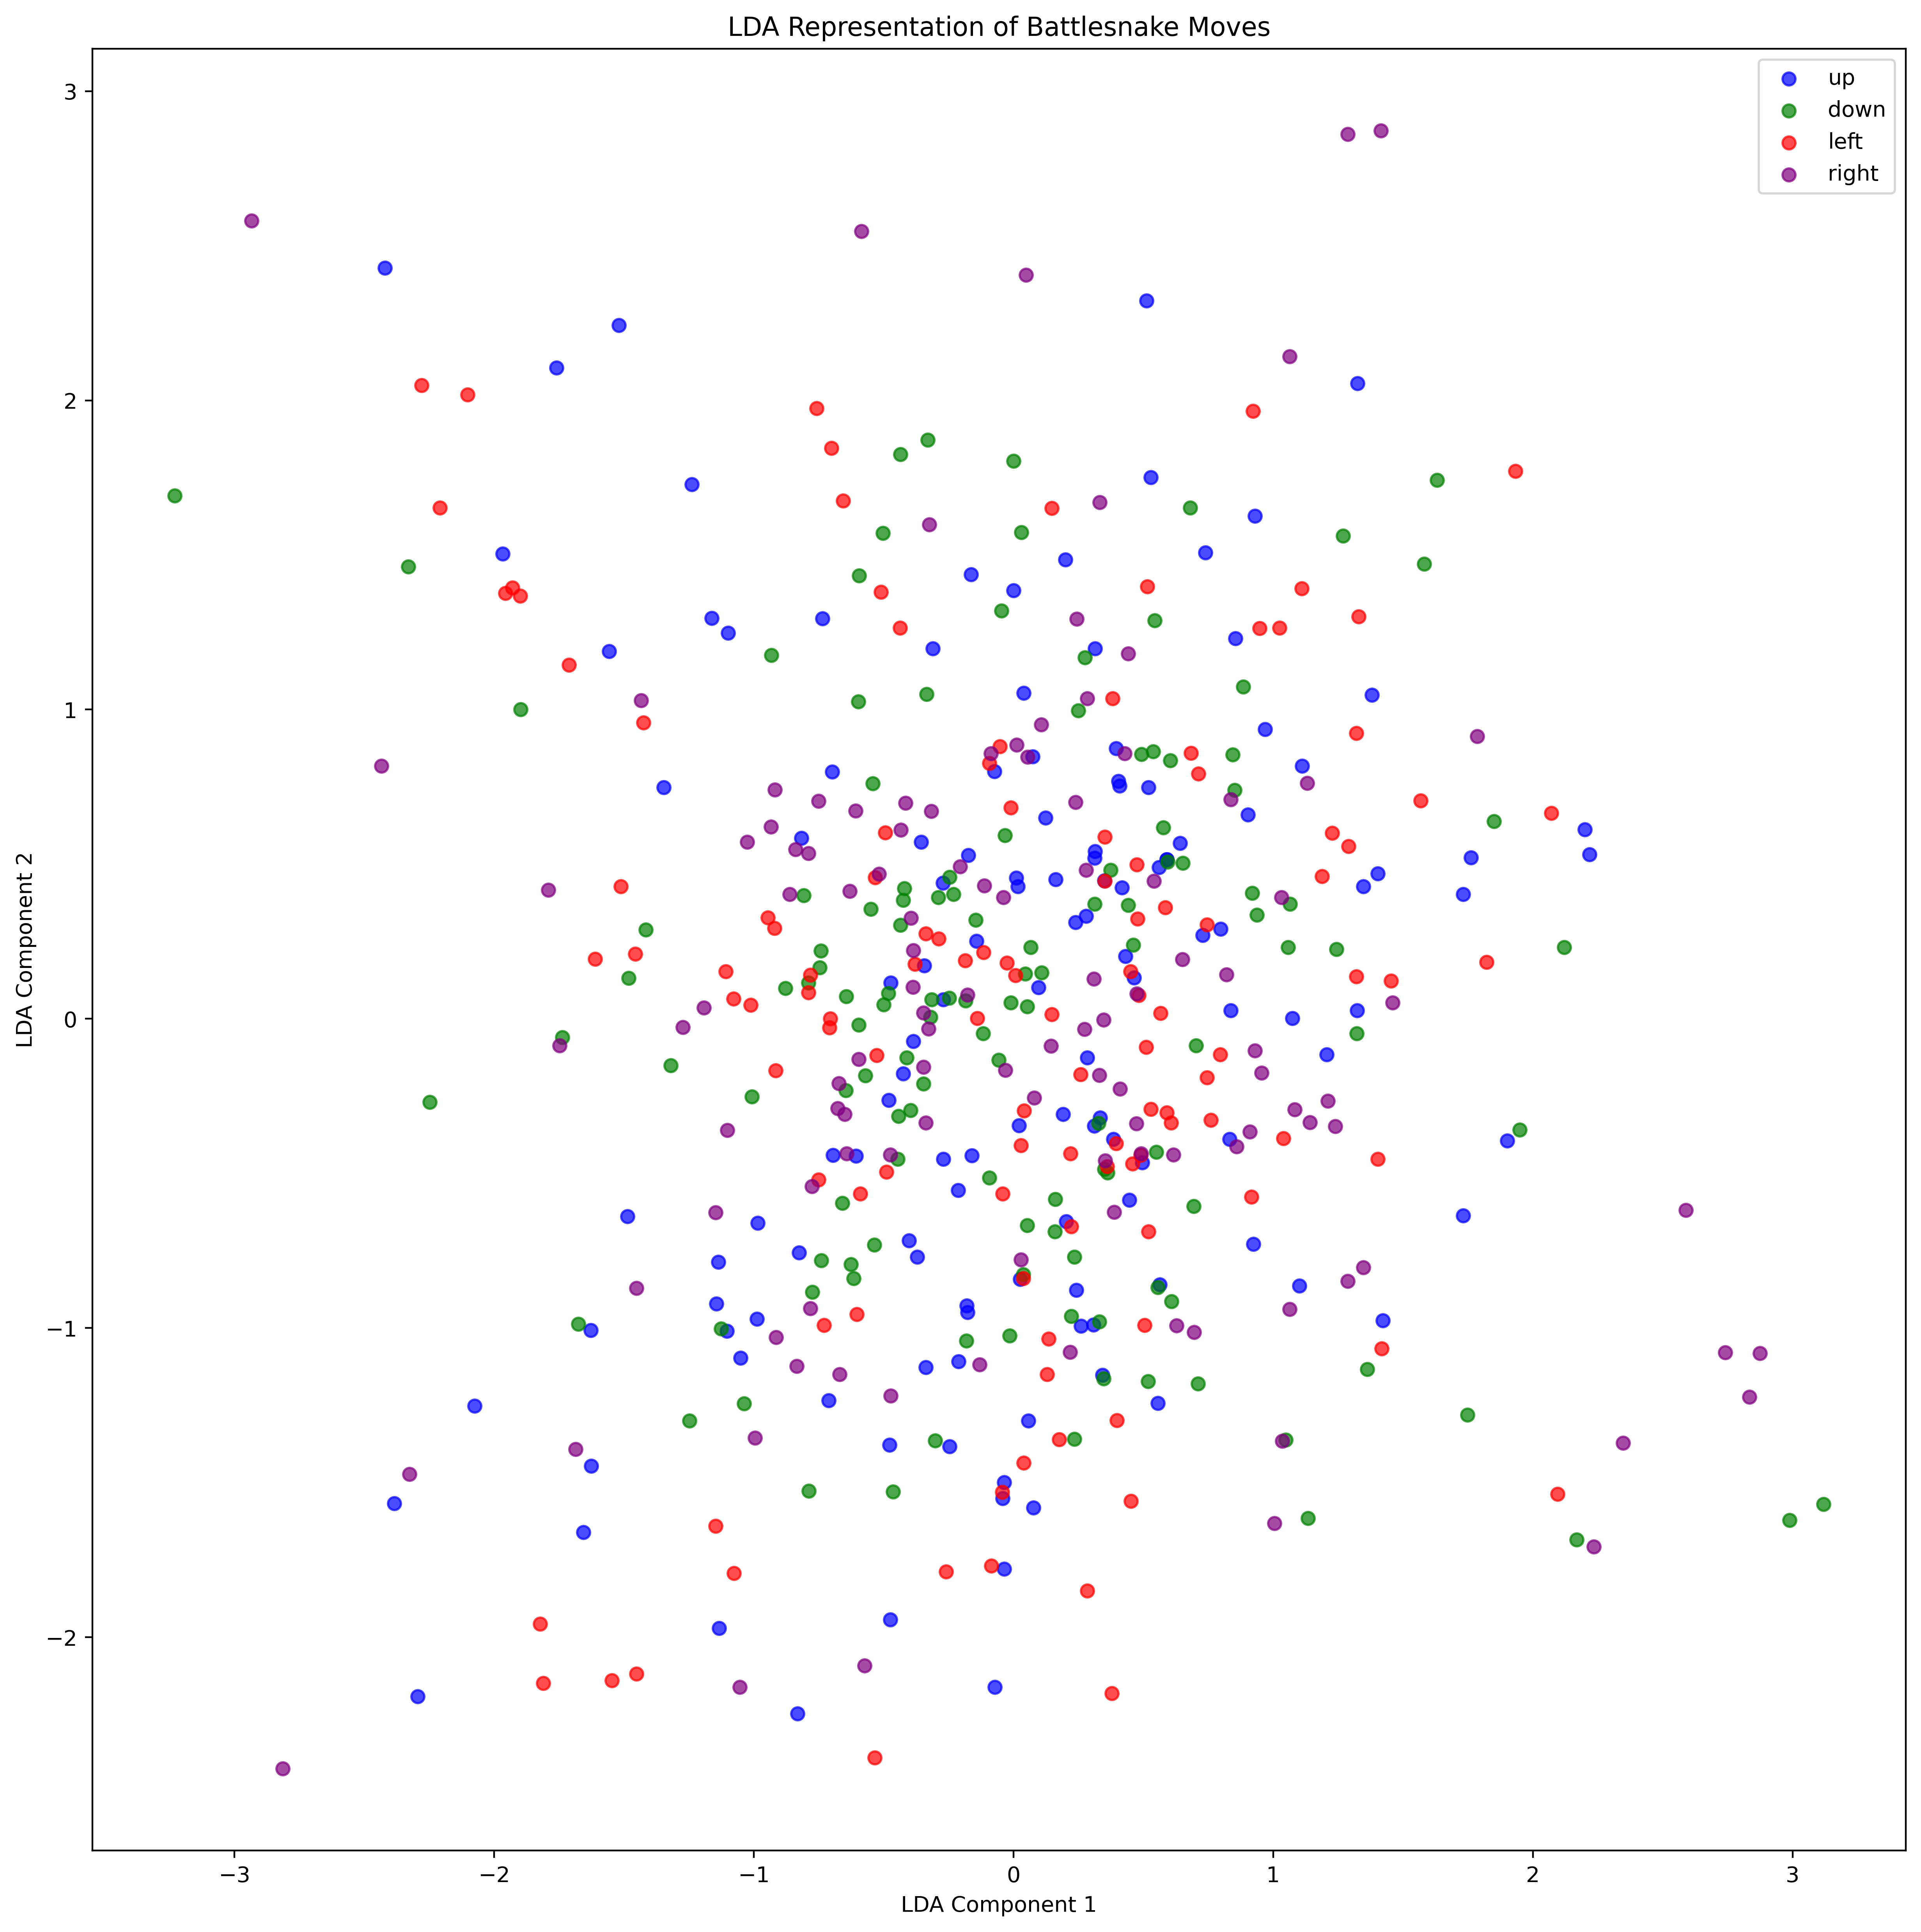 LDA Representation of Battlesnake Moves
up
down
left
right
3
2
1
0
−1
−2
LDA Component 2
−3
−2
−1
0
1
2
3
LDA Component 1